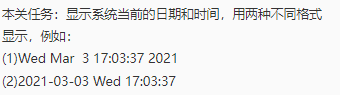 本关任务：显示系统当前的日期和时间，用两种不同格式
显示，例如：
(1)Wed Mar  3 17:03:37 2021
(2)2021-03-03 Wed 17:03:37